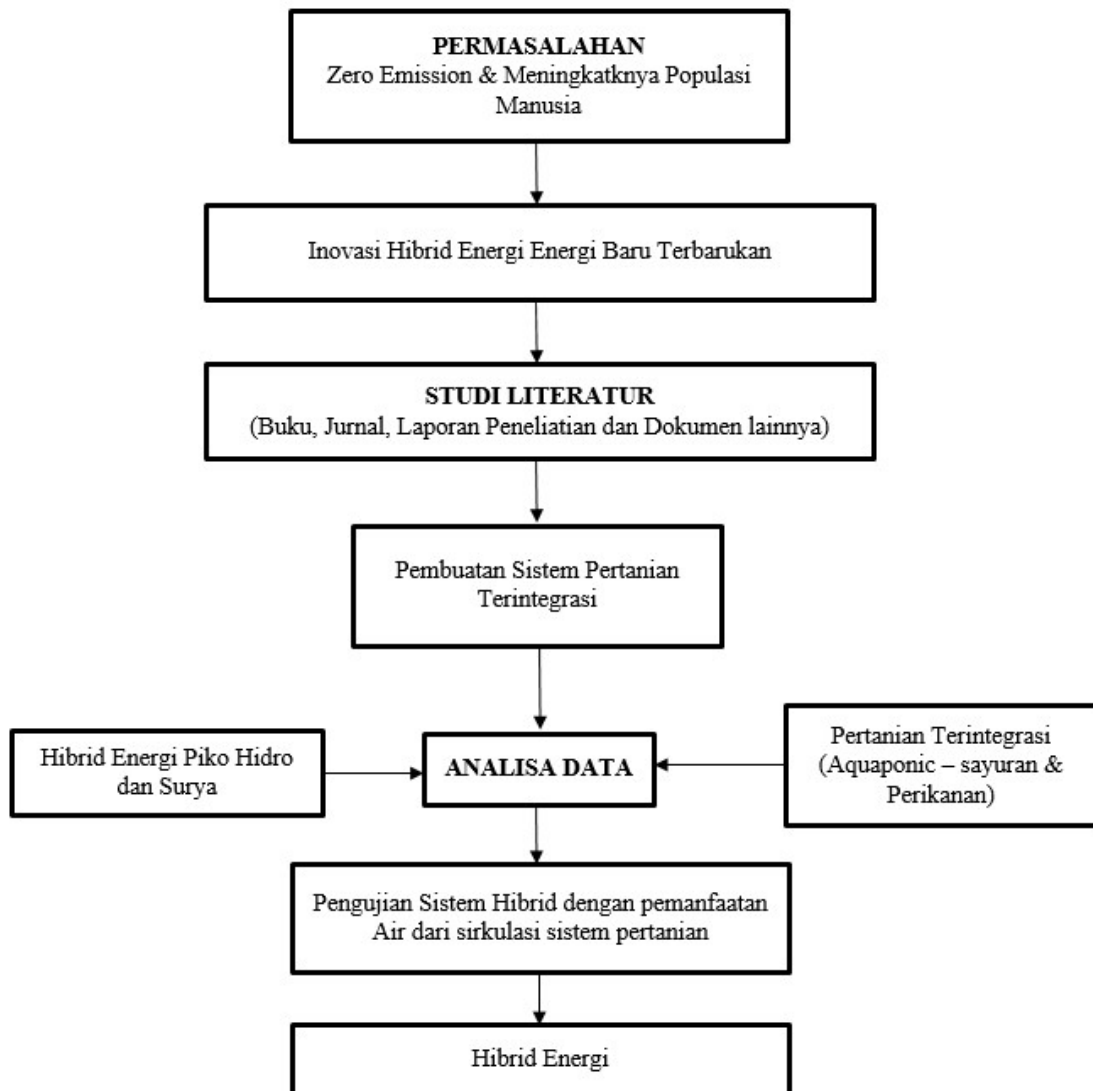 PERMASALAHAN
Zero Emission & Meningkatknya Populasi
Manusia
Inovasi Hibrid Energi Energi Baru Terbarukan
STUDI LITERATUR
(Buku, Jurnal, Laporan Peneliatian dan Dokumen lainnya)
Pembuatan Sistem Pertanian
Terintegrasi
Hibrid Energi Piko Hidro
dan Surya
ANALISA DATA
Pertanian Terintegrasi
(Aquaponic – sayuran &
Perikanan)
Pengujian Sistem Hibrid dengan pemanfaatan
Air dari sirkulasi sistem pertanian
Hibrid Energi